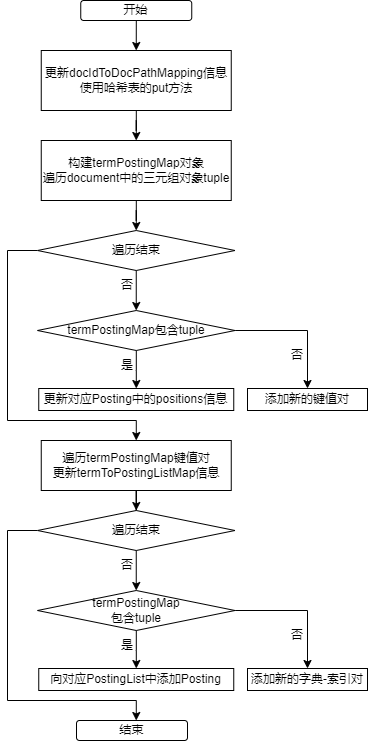 开始
更新docIdToDocPathMapping信息
使用哈希表的put方法
构建termPostingMap对象
遍历document中的三元组对象tuple
遍历结束
否
termPostingMap包含tuple
否
是
更新对应Posting中的positions信息
添加新的键值对
遍历termPostingMap键值对
更新termToPostingListMap信息
遍历结束
否
termPostingMap
包含tuple
否
是
向对应PostingList中添加Posting
添加新的字典-索引对
结束